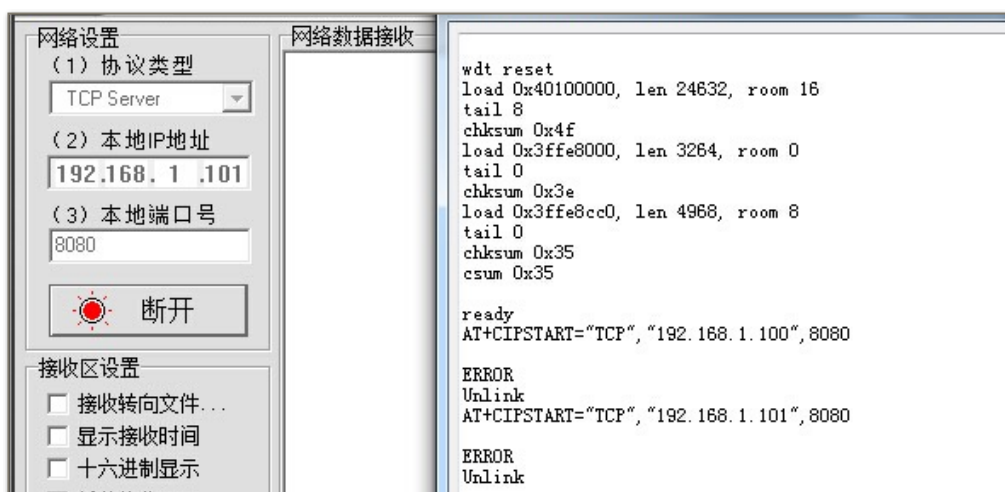 网络设置
(1) 协议类型
TCP Server
(2) 本地IP地址
192.168. 1 .101
(3) 本地端口号
8080
断开
接收区设置
接收转向文件...
显示接收时间
十六进制显示
网络数据接收
wdt reset
load 0x40100000, len 24632, room 16
tail 8
chksum 0x4f
load 0x3ffe8000, len 3264, room 0
tail 0
chksum 0x3e
load 0x3ffe8cc0, len 4968, room 8
tail 0
chksum 0x35
csum 0x35
ready
AT+CIPSTART="TCP","192.168.1.100",8080
ERROR
Unlink
AT+CIPSTART="TCP","192.168.1.101",8080
ERROR
Unlink